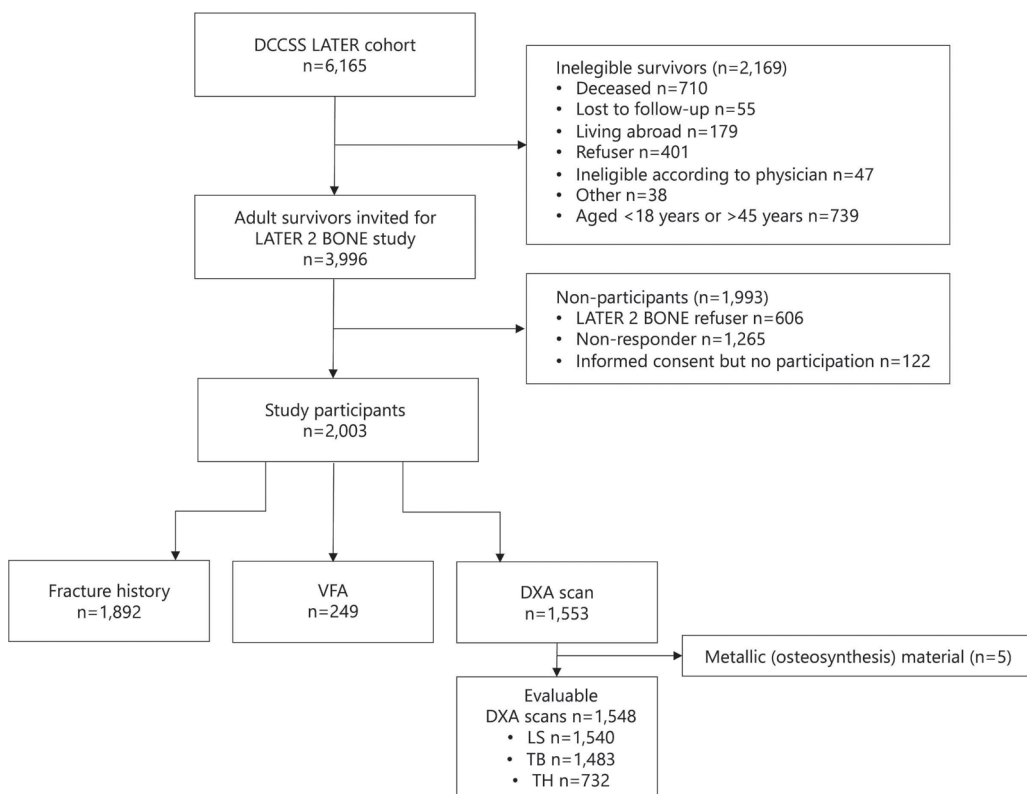 DCCSS LATER cohort
n=6,165
Ineligible survivors (n=2,169)
• Deceased n=710
• Lost to follow-up n=55
• Living abroad n=179
• Refuser n=401
• Ineligible according to physician n=47
• Other n=38
• Aged <18 years or >45 years n=739
Adult survivors invited for
LATER 2 BONE study
n=3,996
Non-participants (n=1,993)
• LATER 2 BONE refuser n=606
• Non-responder n=1,265
• Informed consent but no participation n=122
Study participants
n=2,003
Fracture history
n=1,892
VFA
n=249
DXA scan
n=1,553
Metallic (osteosynthesis) material (n=5)
Evaluable
DXA scans n=1,548
• LS n=1,540
• TB n=1,483
• TH n=732